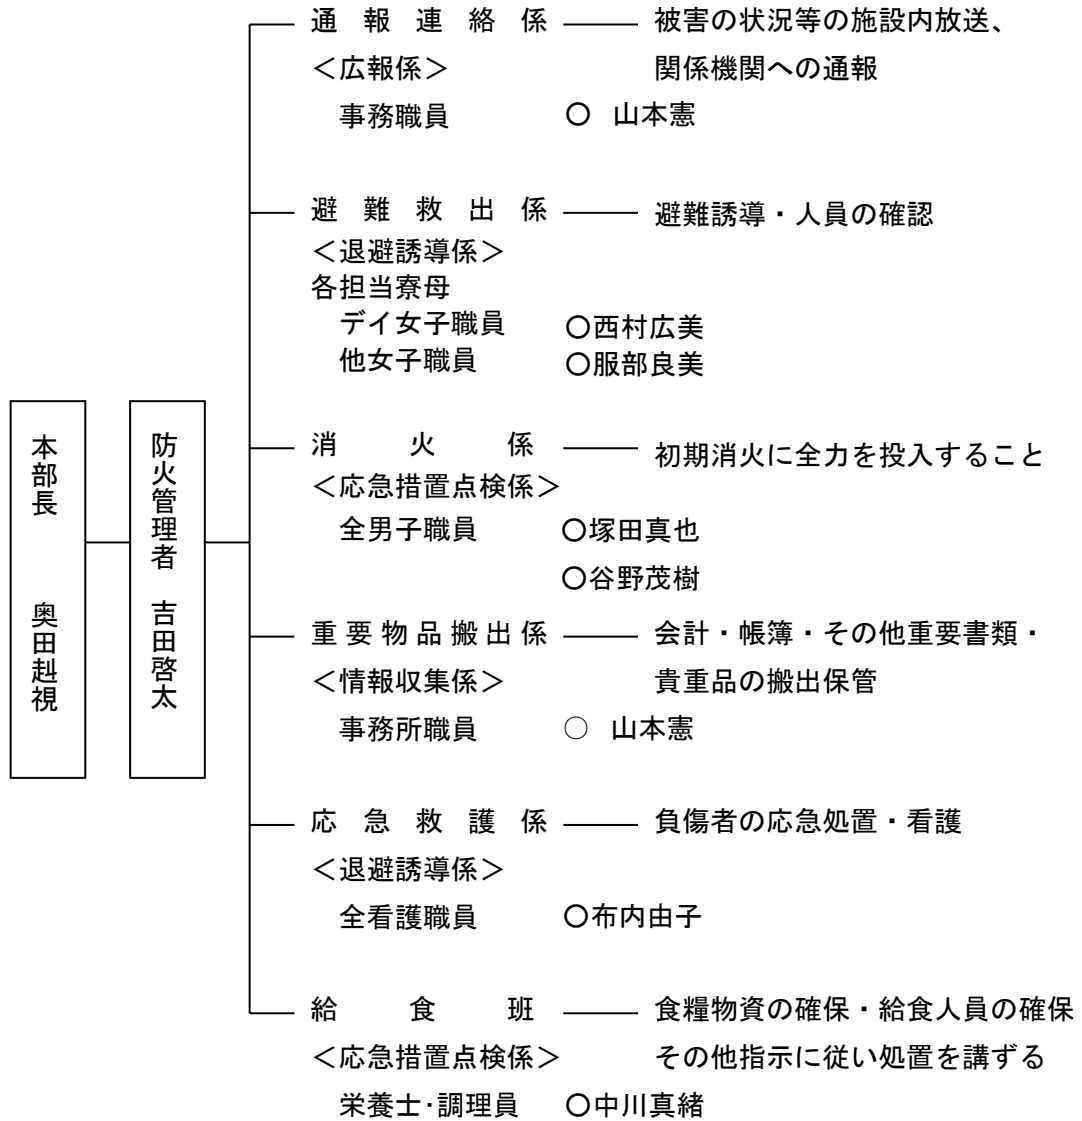 本部長　奥田赳視
防火管理者　吉田啓太
通報連絡係　被害の状況等の施設内放送、
＜広報係＞　関係機関への通報
事務職員　〇　山本憲
避難救出係　避難誘導・人員の確認
＜退避誘導係＞
各担当寮母
デイ女子職員　〇西村広美
他女子職員　〇服部良美
消火係　初期消火に全力を投入すること
＜応急措置点検係＞
全男子職員　〇塚田真也
〇谷野茂樹
重要物品搬出係　会計・帳簿・その他重要書類・
＜情報収集係＞　貴重品の搬出保管
事務所職員　○　山本憲
応急救護係　負傷者の応急処置・看護
＜退避誘導係＞
全看護職員　〇布内由子
給食班　食糧物資の確保・給食人員の確保
＜応急措置点検係＞　その他指示に従い処置を講ずる
栄養士･調理員　〇中川真緒